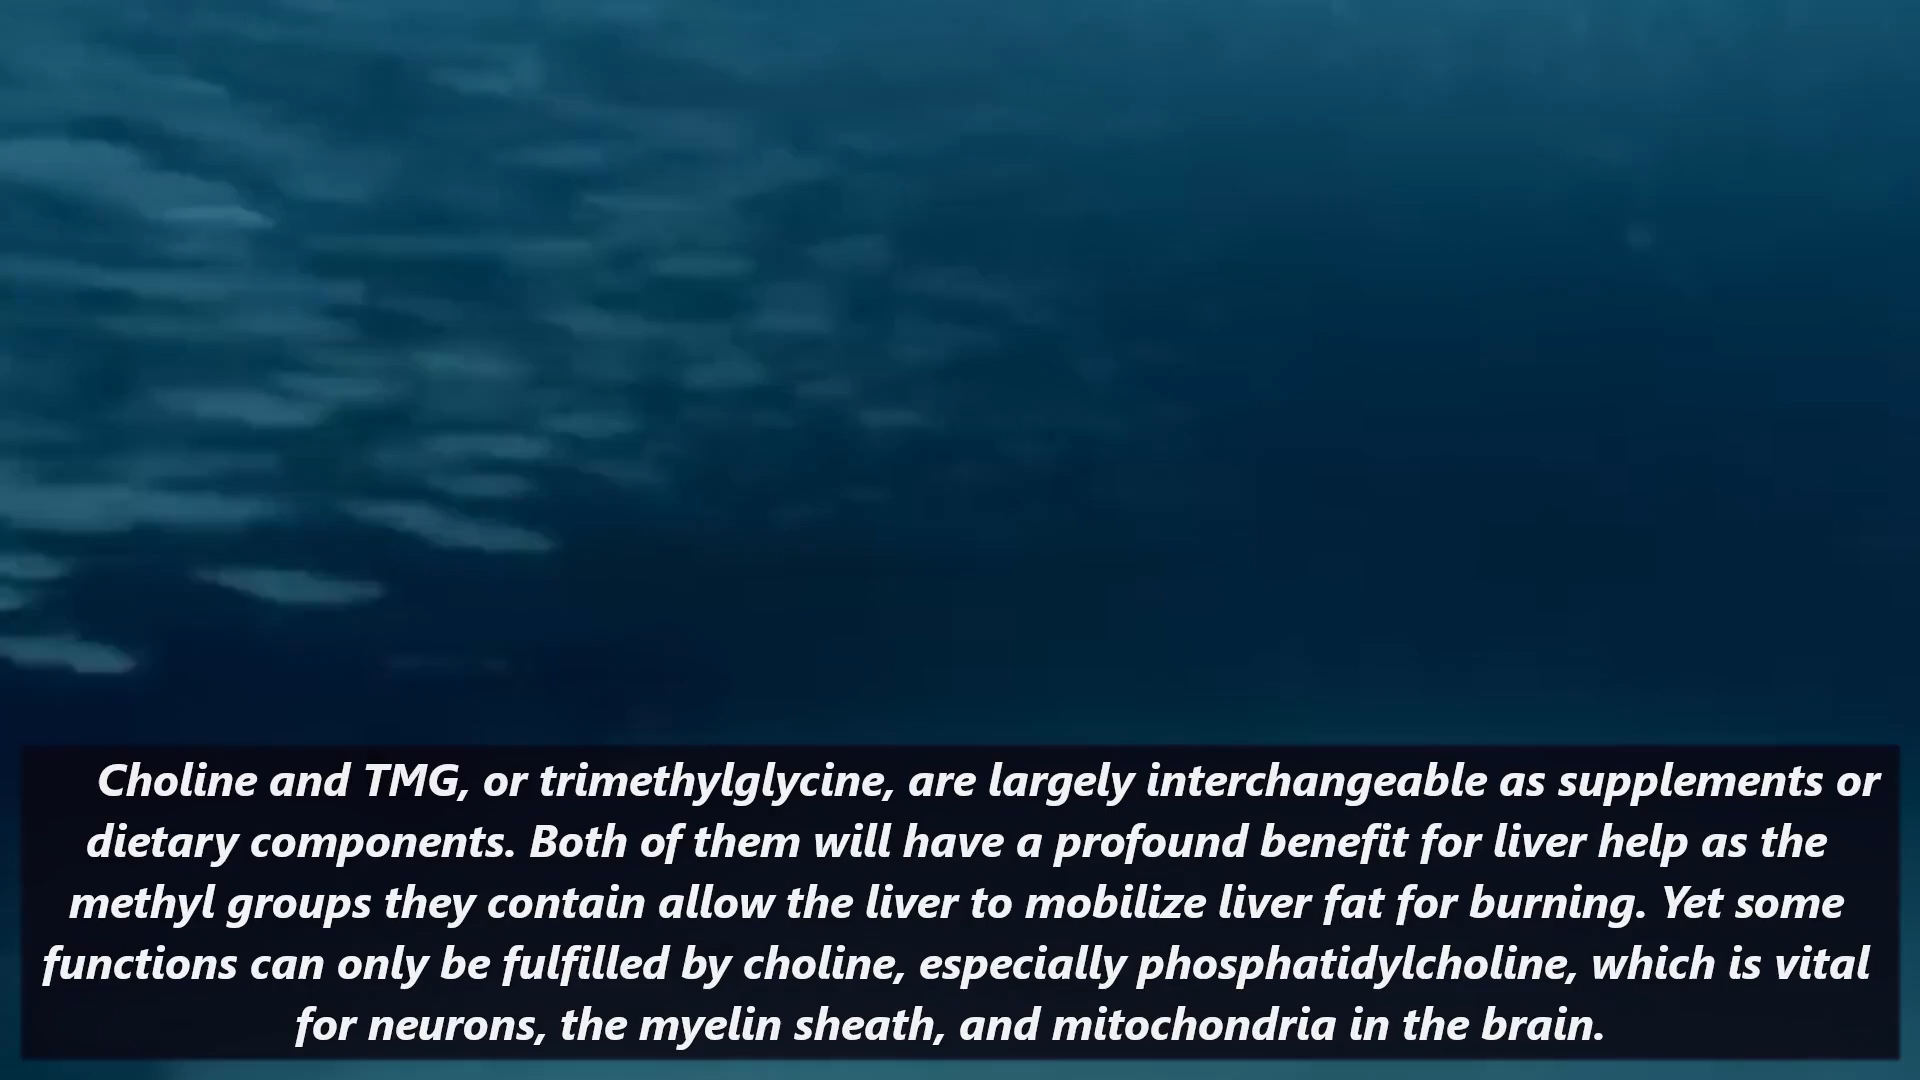 Choline and TMG, or trimethylglycine, are largely interchangeable as supplements or
dietary components. Both of them will have a profound benefit for liver help as the
methyl groups they contain allow the liver to mobilize liver fat for burning. Yet some
functions can only be fulfilled by choline, especially phosphatidylcholine, which is vital
for neurons, the myelin sheath, and mitochondria in the brain.